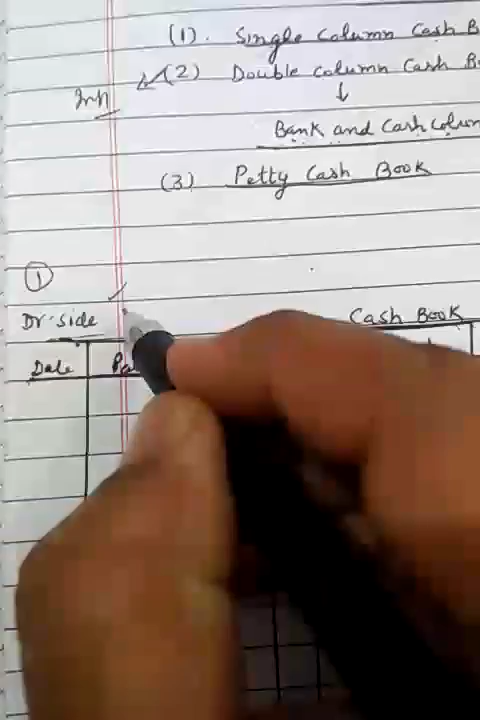 (1). Single Column Cash B
(2) Double column Cash B
↓
Bank and Cash colum
(3) Petty Cash Book
1
Dr. side
Cash Book
Date